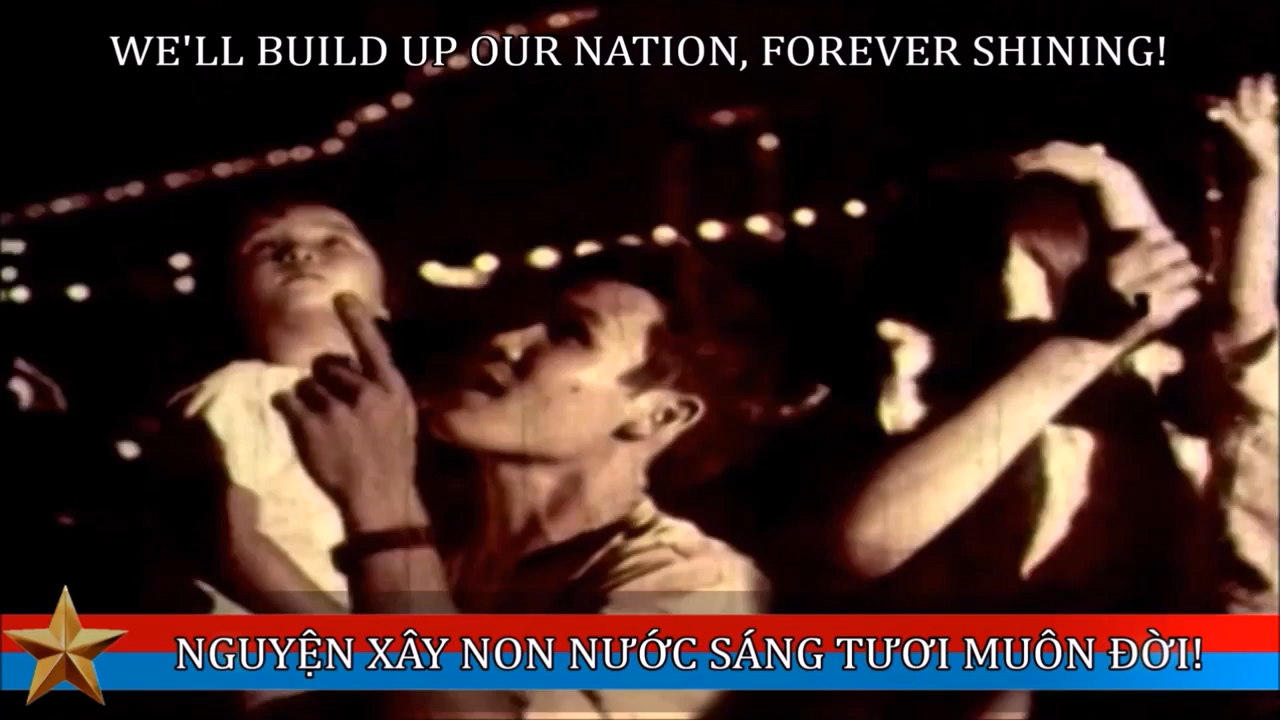 WE'LL BUILD UP OUR NATION, FOREVER SHINING!
NGUYỆN XÂY NON NƯỚC SÁNG TƯƠI MUÔN ĐỜI!